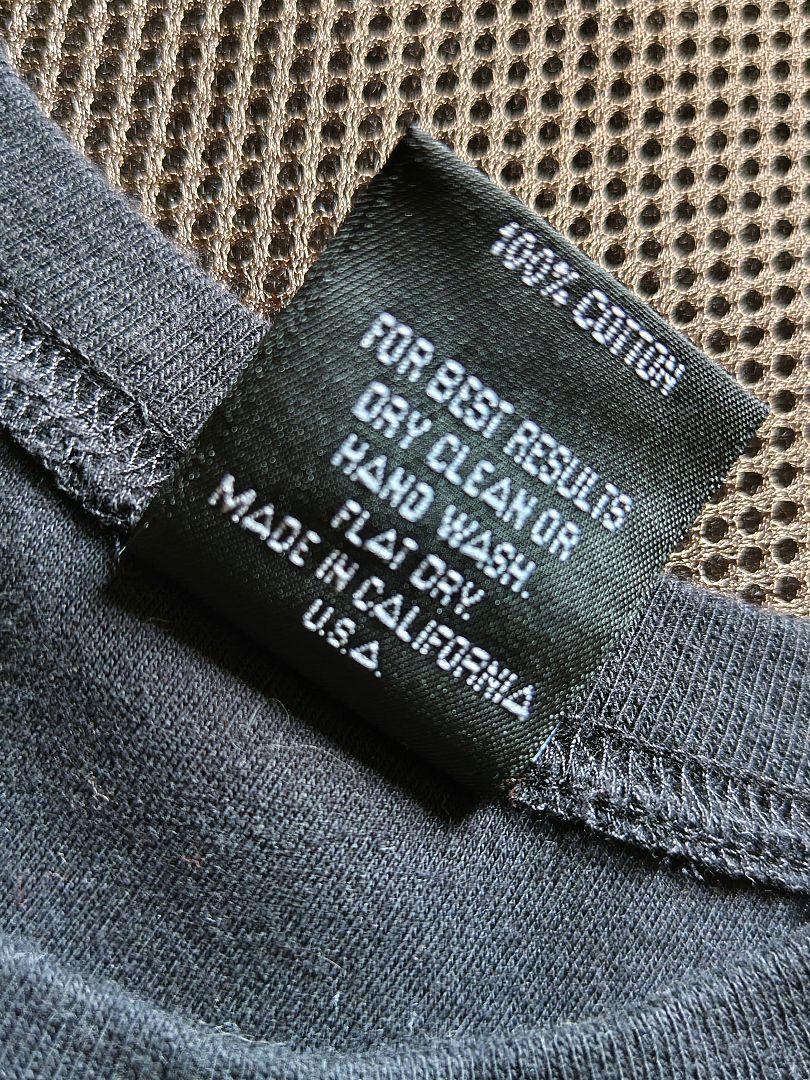 100% COTTON
FOR BEST RESULTS
DRY CLEAN OR
HAND WASH.
FLAT DRY.
MADE IN CALIFORNIA
U.S.A.